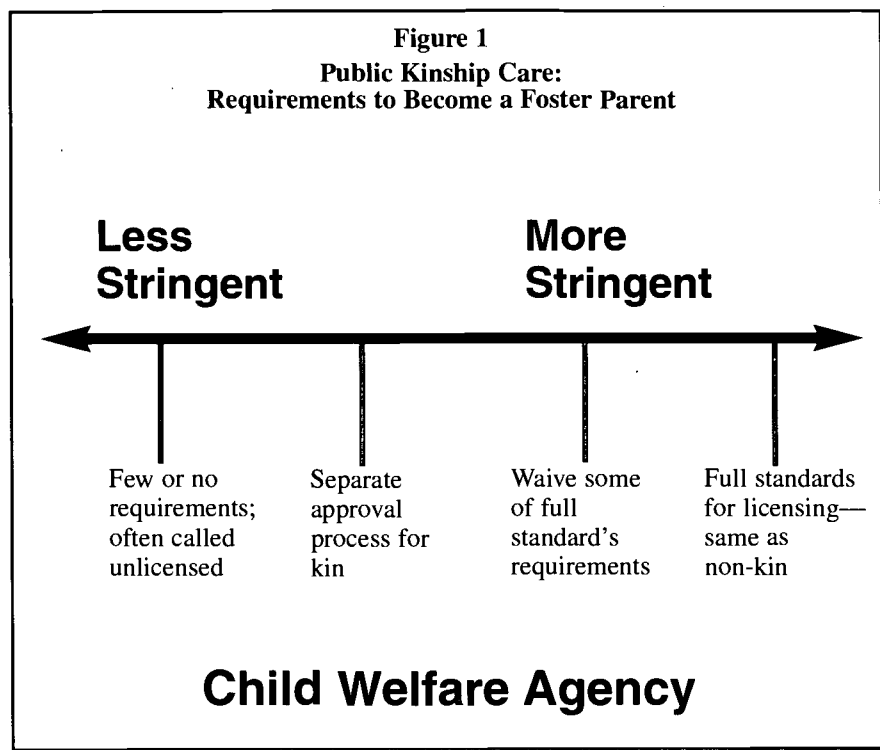 Figure 1
Public Kinship Care:
Requirements to Become a Foster Parent
Less
Stringent
More
Stringent
Few or no
requirements;
often called
unlicensed
Separate
approval
process for
kin
Waive some
of full
standard's
requirements
Full standards
for licensing—
same as
non-kin
Child Welfare Agency